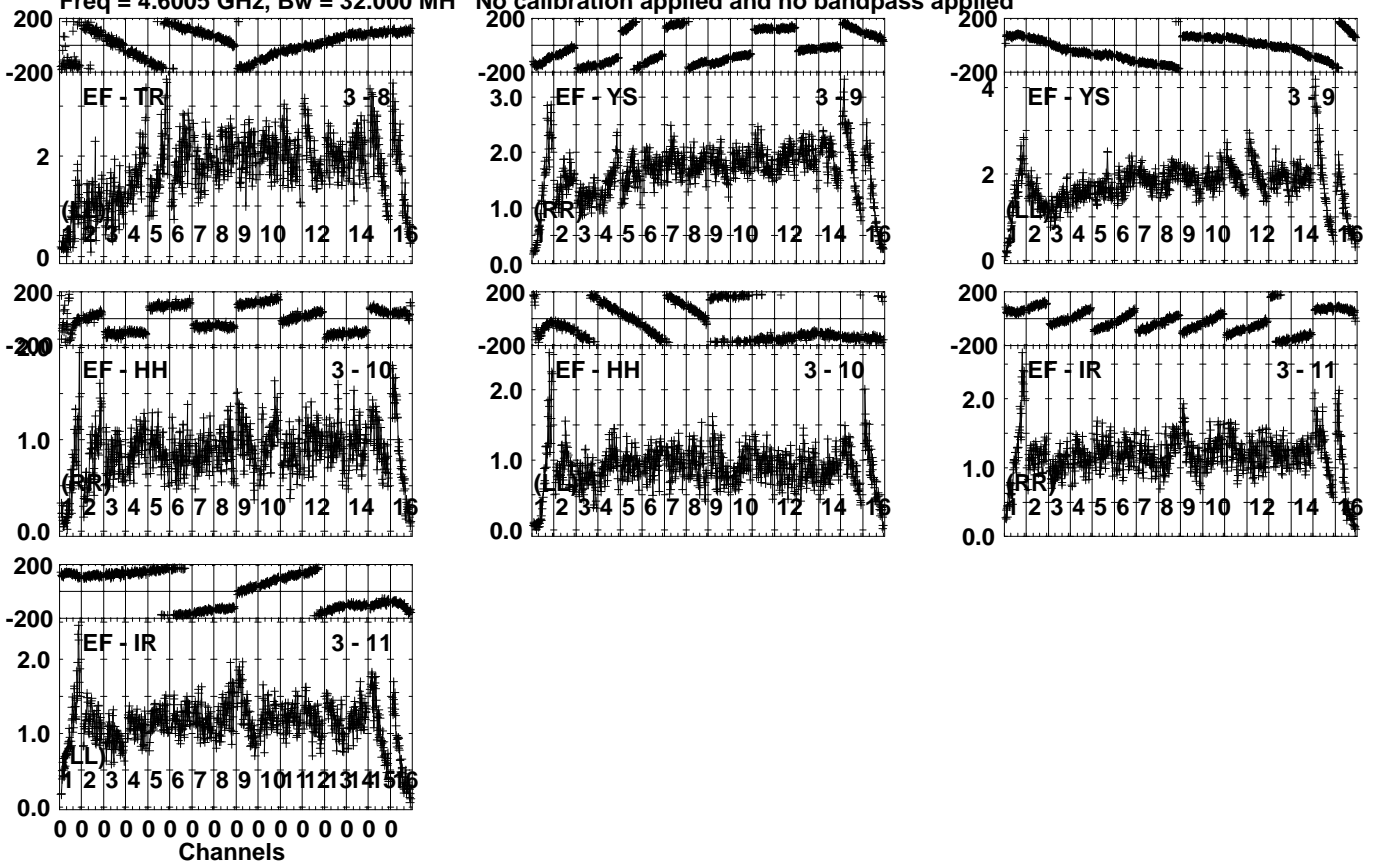 Freq = 4.6005 GHz, Bw = 32.000 MH No calibration applied and no bandpass applied
200
-200
EF - TR 3 - 8
2
(LL)
1 2 3 4 5 6 7 8 9 10 12 14 16
0
200
-200
3.0
EF - YS 3 - 9
2.0
1.0
(RR)
2 3 4 5 6 7 8 9 10 12 14 16
0.0
200
-200
4
EF - YS 3 - 9
2
(LL)
1 2 3 4 5 6 7 8 9 10 12 14 16
0
200
-200
2.0
EF - HH 3 - 10
1.0
(RR)
1 2 3 4 5 6 7 8 9 10 12 14 16
0.0
200
-200
EF - HH 3 - 10
2.0
1.0
(LL)
2 3 4 5 6 7 8 9 10 12 14 16
0.0
200
-200
EF - IR 3 - 11
2.0
1.0
(RR)
1 2 3 4 5 6 7 8 9 10 12 14 16
0.0
200
-200
EF - IR 3 - 11
2.0
1.0
(LL)
1 2 3 4 5 6 7 8 9 10 11 12 13 14 15 16
0.0
0 0 0 0 0 0 0 0 0 0 0 0 0 0 0 0
Channels